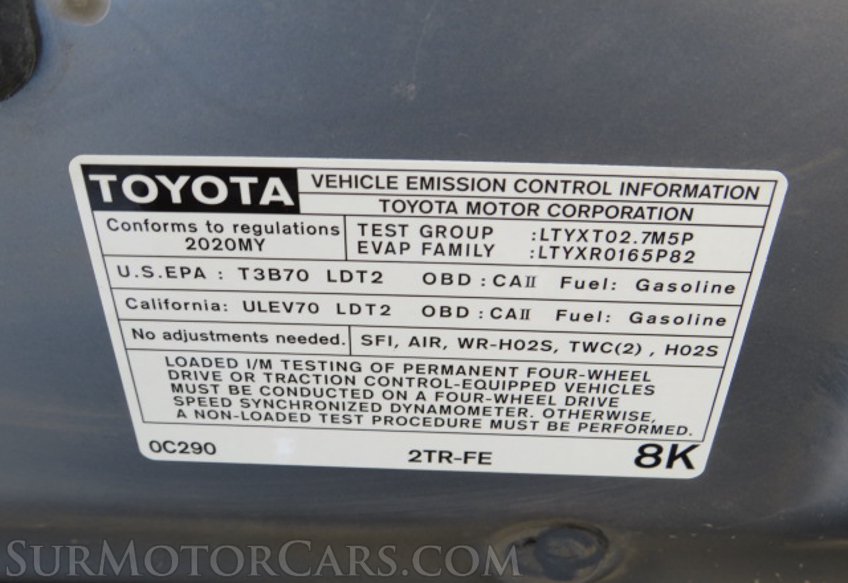 TOYOTA
VEHICLE EMISSION CONTROL INFORMATION
TOYOTA MOTOR CORPORATION
Conforms to regulations
2020MY
TEST GROUP :LTYXT02.7M5P
EVAP FAMILY :LTYXR0165P82
U.S.EPA : T3B70 LDT2 OBD : CAII Fuel: Gasoline
California: ULEV70 LDT2 OBD : CAII Fuel: Gasoline
No adjustments needed.
SFI, AIR, WR-HO2S, TWC(2) , HO2S
LOADED I/M TESTING OF PERMANENT FOUR-WHEEL
DRIVE OR TRACTION CONTROL-EQUIPPED VEHICLES
MUST BE CONDUCTED ON A FOUR-WHEEL DRIVE
SPEED SYNCHRONIZED DYNAMOMETER. OTHERWISE,
A NON-LOADED TEST PROCEDURE MUST BE PERFORMED.
0C290
2TR-FE
8K
SURMOTORCARS.COM